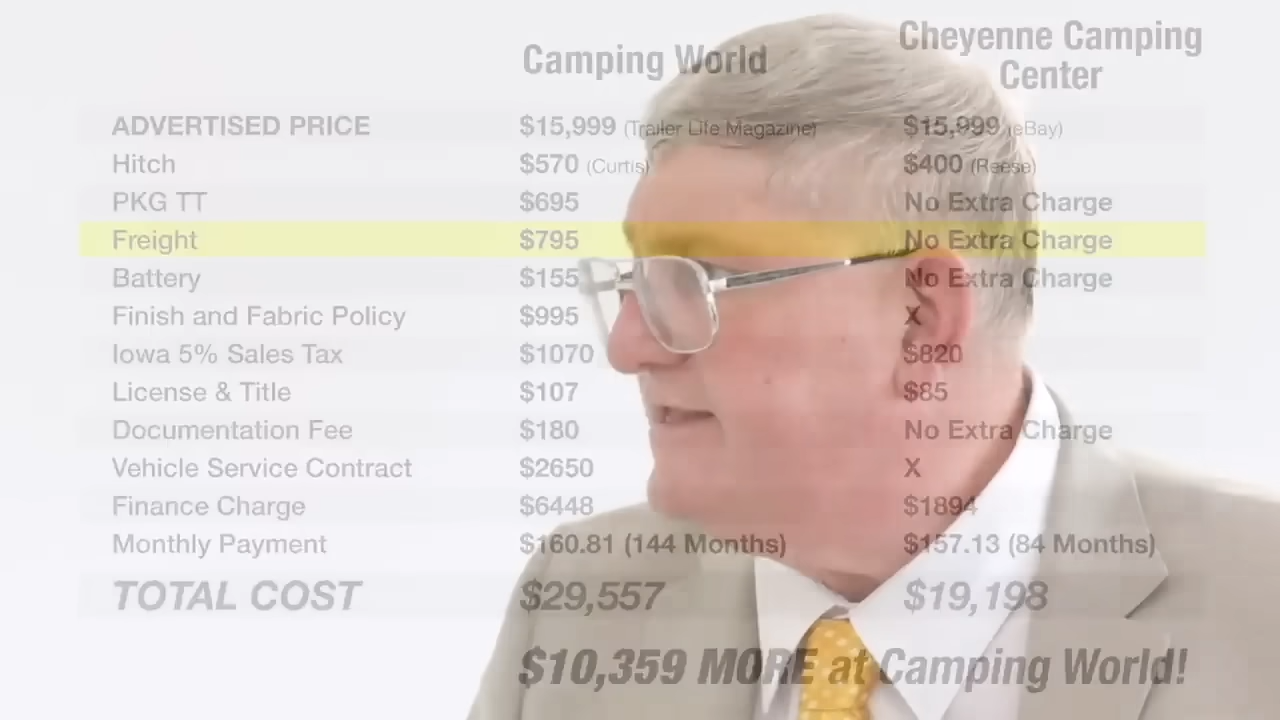 Camping World
Cheyenne Camping
Center
ADVERTISED PRICE $15,999 (Trailer Life Magazine) $15,999 (eBay)
Hitch $570 (Curtis) $400 (Reese)
PKG TT $695 No Extra Charge
Freight $795 No Extra Charge
Battery $155 No Extra Charge
Finish and Fabric Policy $995 X
Iowa 5% Sales Tax $1070 $820
License & Title $107 $85
Documentation Fee $180 No Extra Charge
Vehicle Service Contract $2650 X
Finance Charge $6448 $1894
Monthly Payment $160.81 (144 Months) $157.13 (84 Months)
TOTAL COST $29,557 $19,198
$10,359 MORE at Camping World!